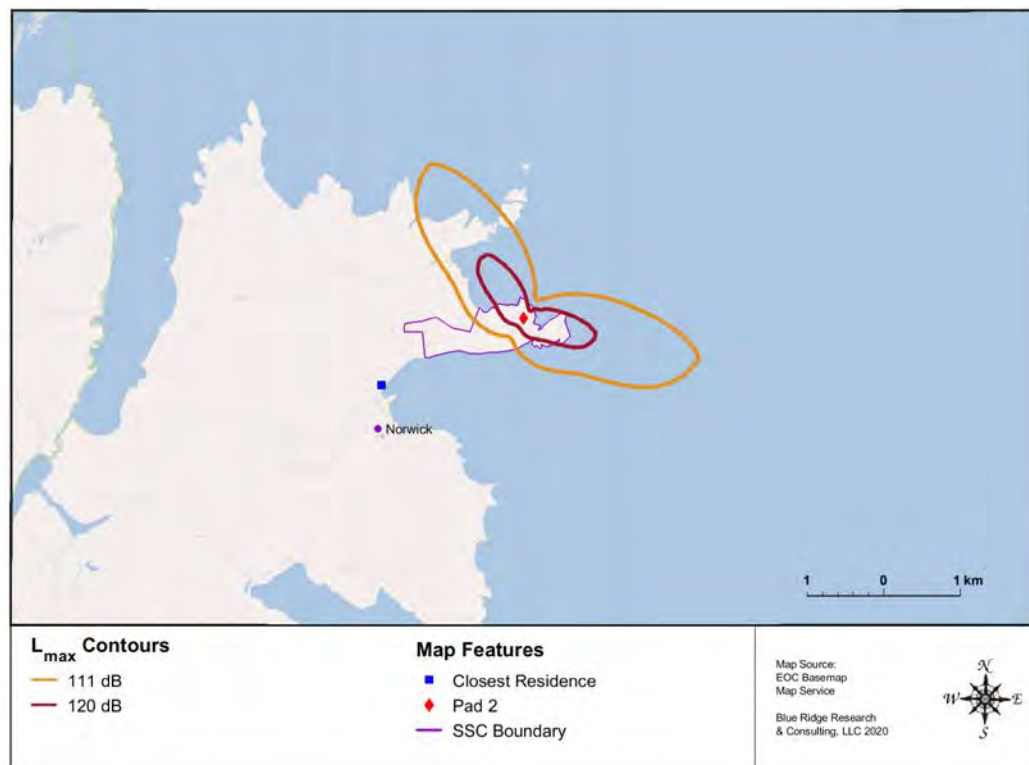 Norwick
1 0 1 km
L_max Contours
111 dB
120 dB
Map Features
Closest Residence
Pad 2
SSC Boundary
Map Source:
EOC Basemap
Map Service
Blue Ridge Research
& Consulting, LLC 2020
N
W E
S